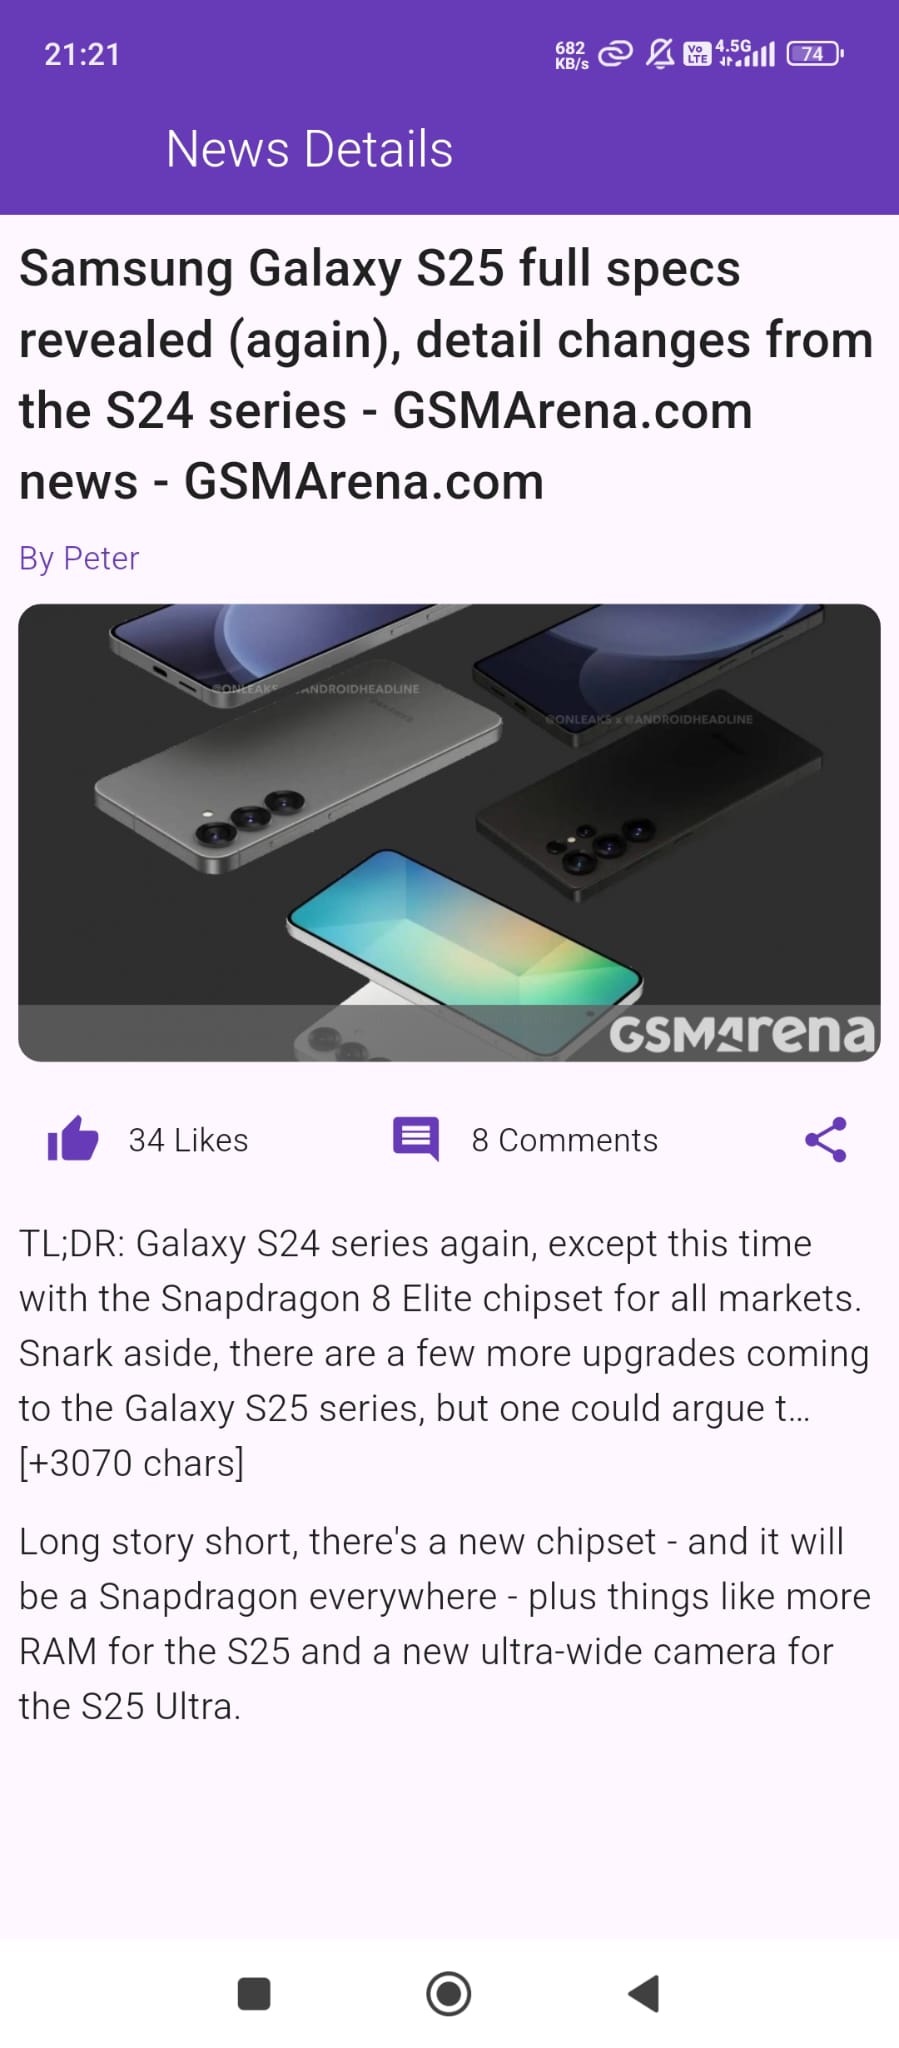 21:21
682
KB/s
Vo
LTE
4.5G
74
News Details
Samsung Galaxy S25 full specs
revealed (again), detail changes from
the S24 series - GSMArena.com
news - GSMArena.com
By Peter
@ONLEAKS
ANDROIDHEADLINE
@ONLEAKS x @ANDROIDHEADLINE
GSMArena
34 Likes
8 Comments
TL;DR: Galaxy S24 series again, except this time
with the Snapdragon 8 Elite chipset for all markets.
Snark aside, there are a few more upgrades coming
to the Galaxy S25 series, but one could argue t…
[+3070 chars]
Long story short, there's a new chipset - and it will
be a Snapdragon everywhere - plus things like more
RAM for the S25 and a new ultra-wide camera for
the S25 Ultra.